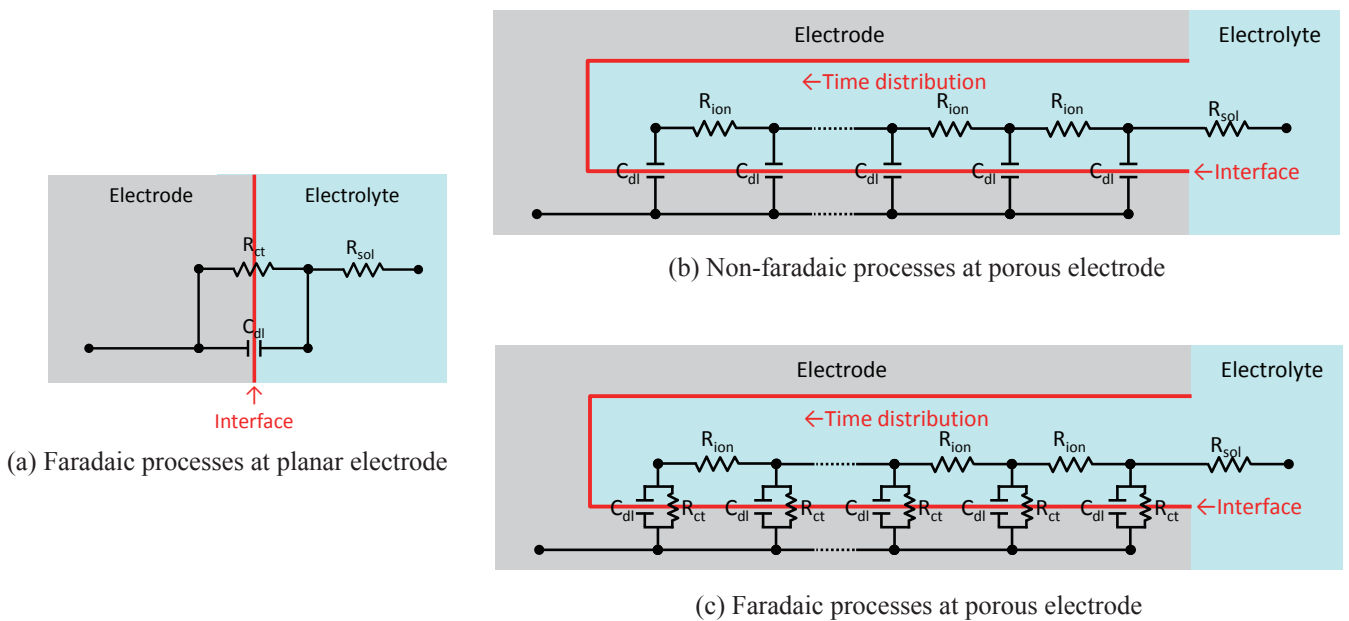 Electrode
Electrolyte
R_ct
R_sol
C_dl
↑
Interface
(a) Faradaic processes at planar electrode
Electrode
Electrolyte
←Time distribution
R_ion
R_ion
R_ion
R_sol
C_dl
C_dl
C_dl
C_dl
C_dl
←Interface
(b) Non-faradaic processes at porous electrode
Electrode
Electrolyte
←Time distribution
R_ion
R_ion
R_ion
R_sol
C_dl R_ct
C_dl R_ct
C_dl R_ct
C_dl R_ct
C_dl R_ct
←Interface
(c) Faradaic processes at porous electrode